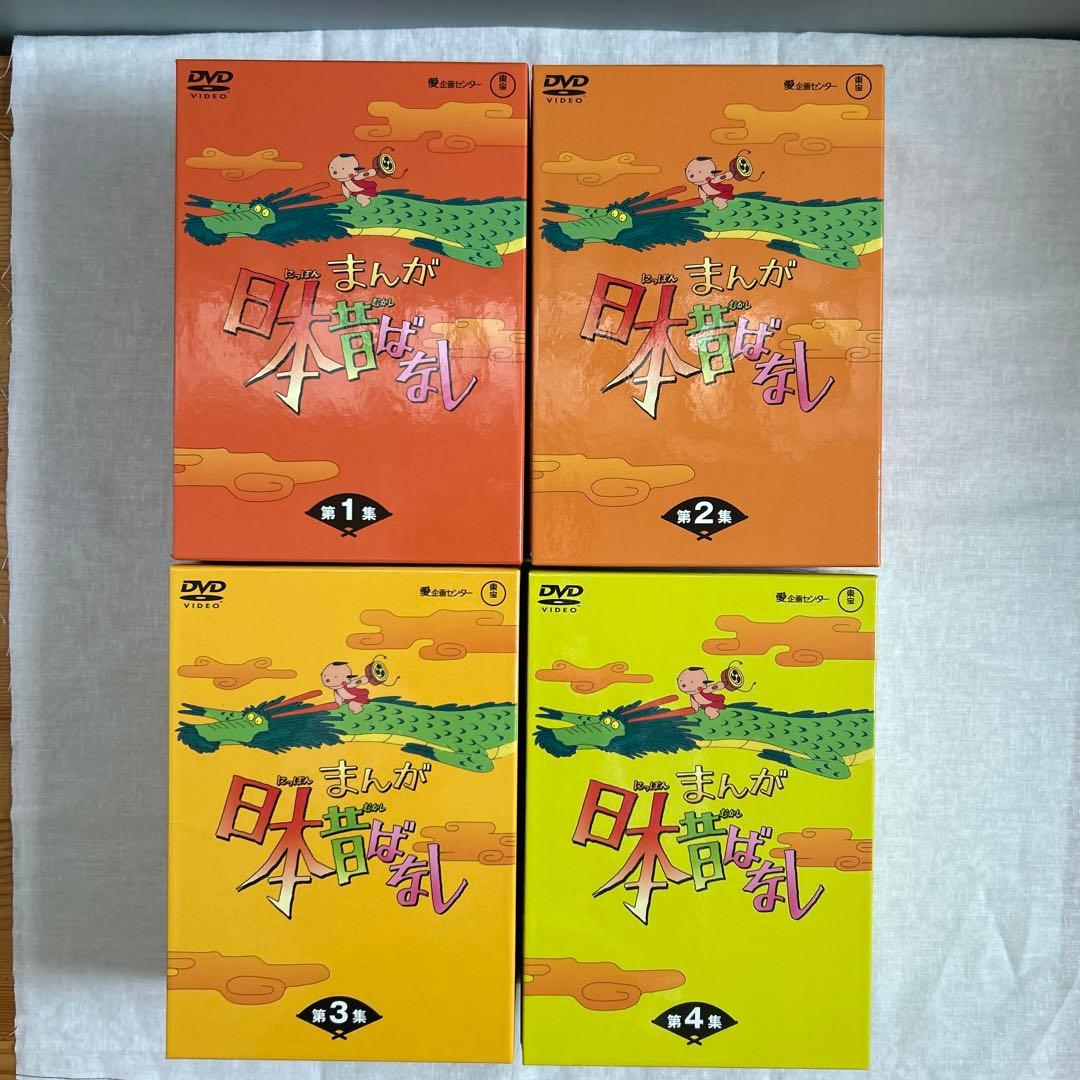 DVD
VIDEO
愛企画センター
東宝
まんが
にっぽん
日本
むかし
昔ばなし
第1集
DVD
VIDEO
愛企画センター
東宝
まんが
にっぽん
日本
むかし
昔ばなし
第2集
DVD
VIDEO
愛企画センター
東宝
まんが
にっぽん
日本
むかし
昔ばなし
第3集
DVD
VIDEO
愛企画センター
東宝
まんが
にっぽん
日本
むかし
昔ばなし
第4集